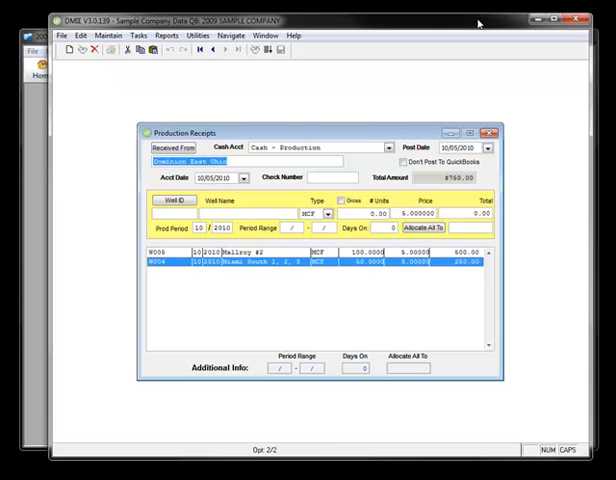 DMIE V3.0.139 - Sample Company Data QB: 2009 SAMPLE COMPANY
File Edit Maintain Tasks Reports Utilities Navigate Window Help
File
Hom
Production Receipts
Received From Cash Acct Cash - Production Post Date 10/05/2010
Dominion East Ohio Don't Post To QuickBooks
Acct Date 10/05/2010 Check Number Total Amount $750.00
Well ID Well Name Type Gross # Units Price Total
MCF 0.00 5.000000 0.00
Prod Period 10 / 2010 Period Range / - / Days On: 0 Allocate All To
W005 10 2010 Mallroy #2 MCF 100.0000 5.00000 500.00
W004 10 2010 Miami South 1, 2, 3 MCF 50.0000 5.00000 250.00
Period Range Days On Allocate All To
Additional Info: / - / 0
Opt: 2/2 NUM CAPS